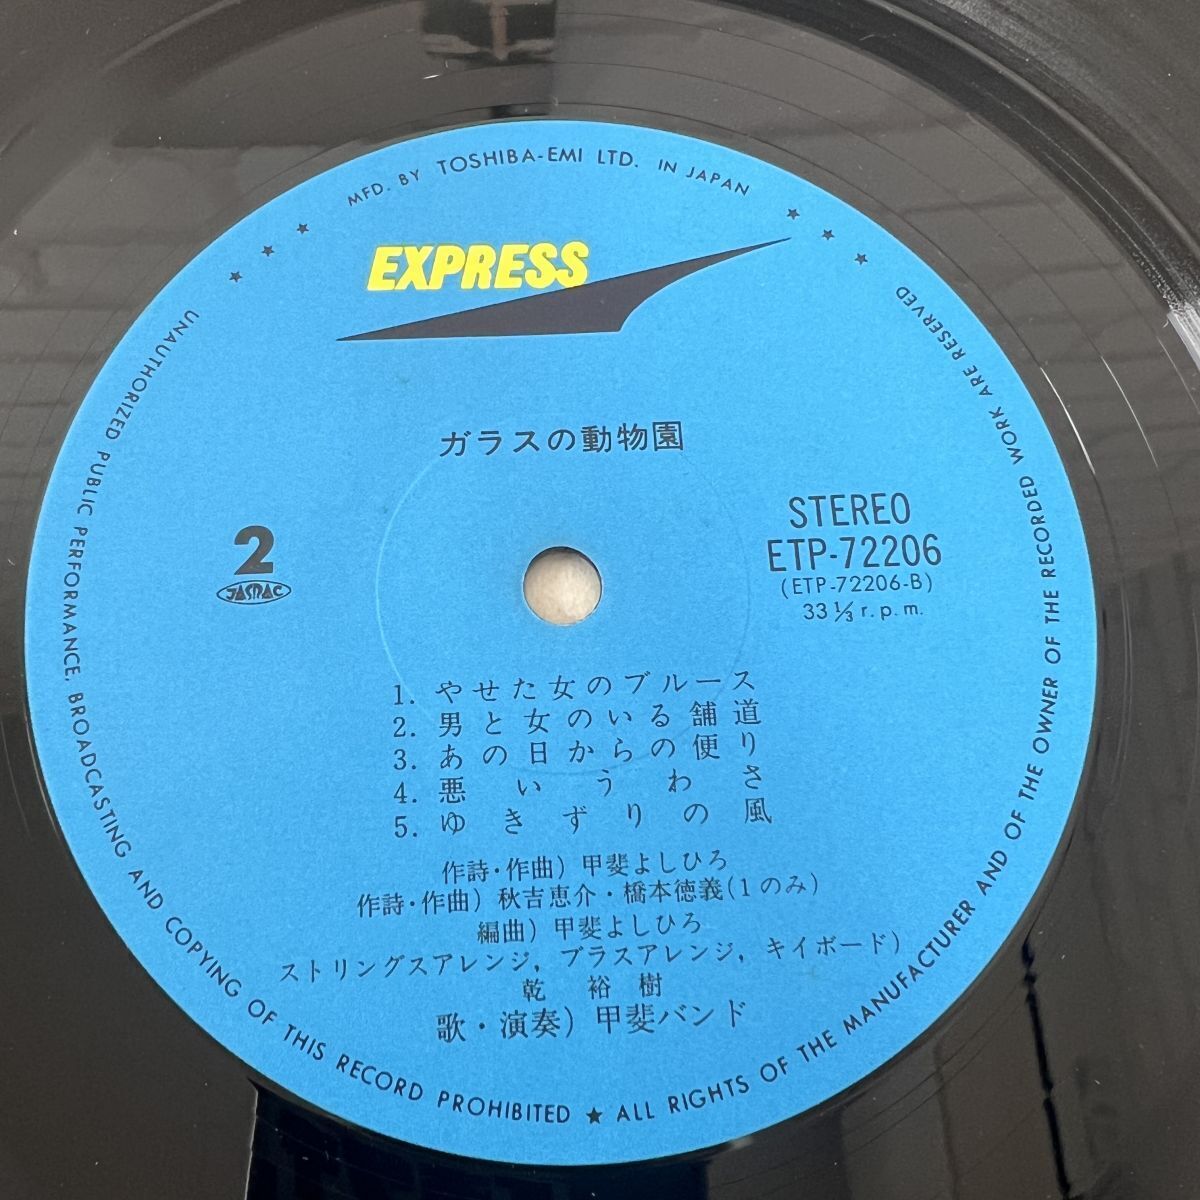 MFD. BY TOSHIBA-EMI LTD. IN JAPAN
EXPRESS
ガラスの動物園
2
JASRAC
STEREO
ETP-72206
(ETP-72206-B)
33 1/3 r.p.m.
1. やせた女のブルース
2. 男と女のいる舗道
3. あの日からの便り
4. 悪いうわさ
5. ゆきずりの風
作詩・作曲) 甲斐よしひろ
作詩・作曲) 秋吉恵介・橋本徳義(1のみ)
編曲) 甲斐よしひろ
ストリングスアレンジ, ブラスアレンジ, キイボード)
乾 裕樹
歌・演奏) 甲斐バンド
UNAUTHORIZED PUBLIC PERFORMANCE, BROADCASTING AND COPYING OF THIS RECORD PROHIBITED ★ ALL RIGHTS OF THE MANUFACTURER AND OF THE OWNER OF THE RECORDED WORK ARE RESERVED